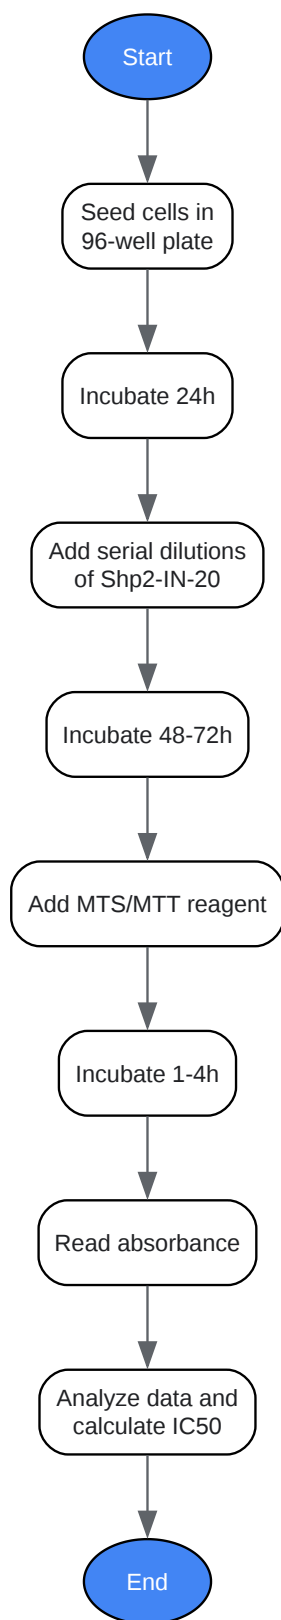 Start
Seed cells in
96-well plate
Incubate 24h
Add serial dilutions
of Shp2-IN-20
Incubate 48-72h
Add MTS/MTT reagent
Incubate 1-4h
Read absorbance
Analyze data and
calculate IC50
End